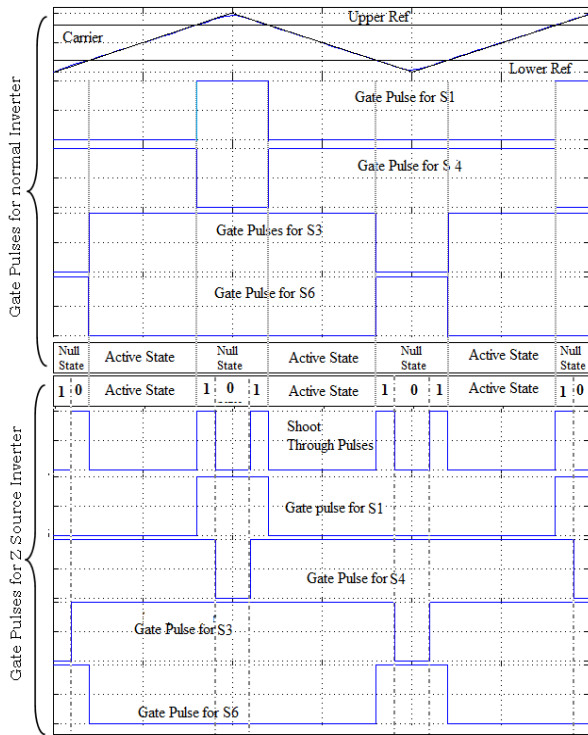 Upper Ref
Carrier
Lower Ref
Gate Pulse for S1
Gate Pulse for S 4
Gate Pulses for S3
Gate Pulse for S6
Gate Pulses for normal Inverter
Null State Active State Null State Active State Null State Active State Null State
1 0 Active State 1 0 1 Active State 1 0 1 Active State 1 0
Shoot
Through Pulses
Gate pulse for S1
Gate Pulse for S4
Gate Pulse for S3
Gate Pulse for S6
Gate Pulses for Z Source Inverter